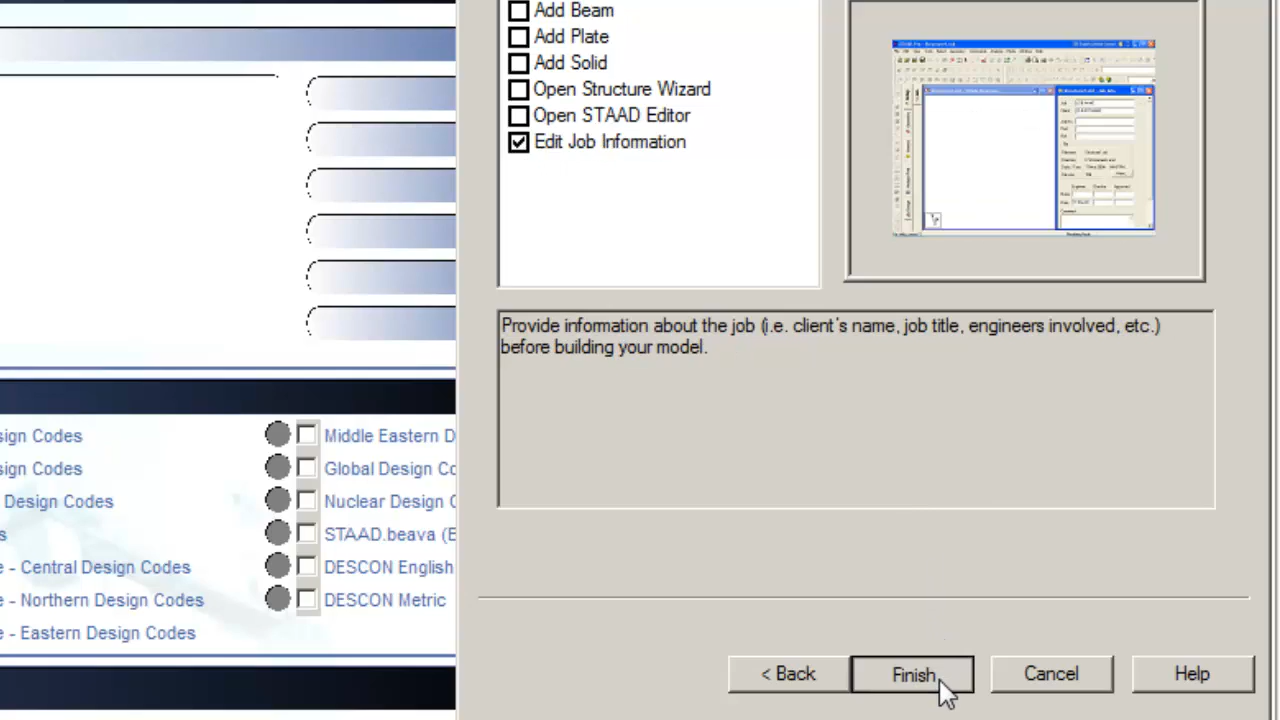 Add Beam
Add Plate
Add Solid
Open Structure Wizard
Open STAAD Editor
Edit Job Information
Provide information about the job (i.e. client's name, job title, engineers involved, etc.)
before building your model.
sign Codes
Middle Eastern D
sign Codes
Global Design Co
Design Codes
Nuclear Design C
s
STAAD.beava (E
e - Central Design Codes
DESCON English
e - Northern Design Codes
DESCON Metric
e - Eastern Design Codes
< Back
Finish
Cancel
Help